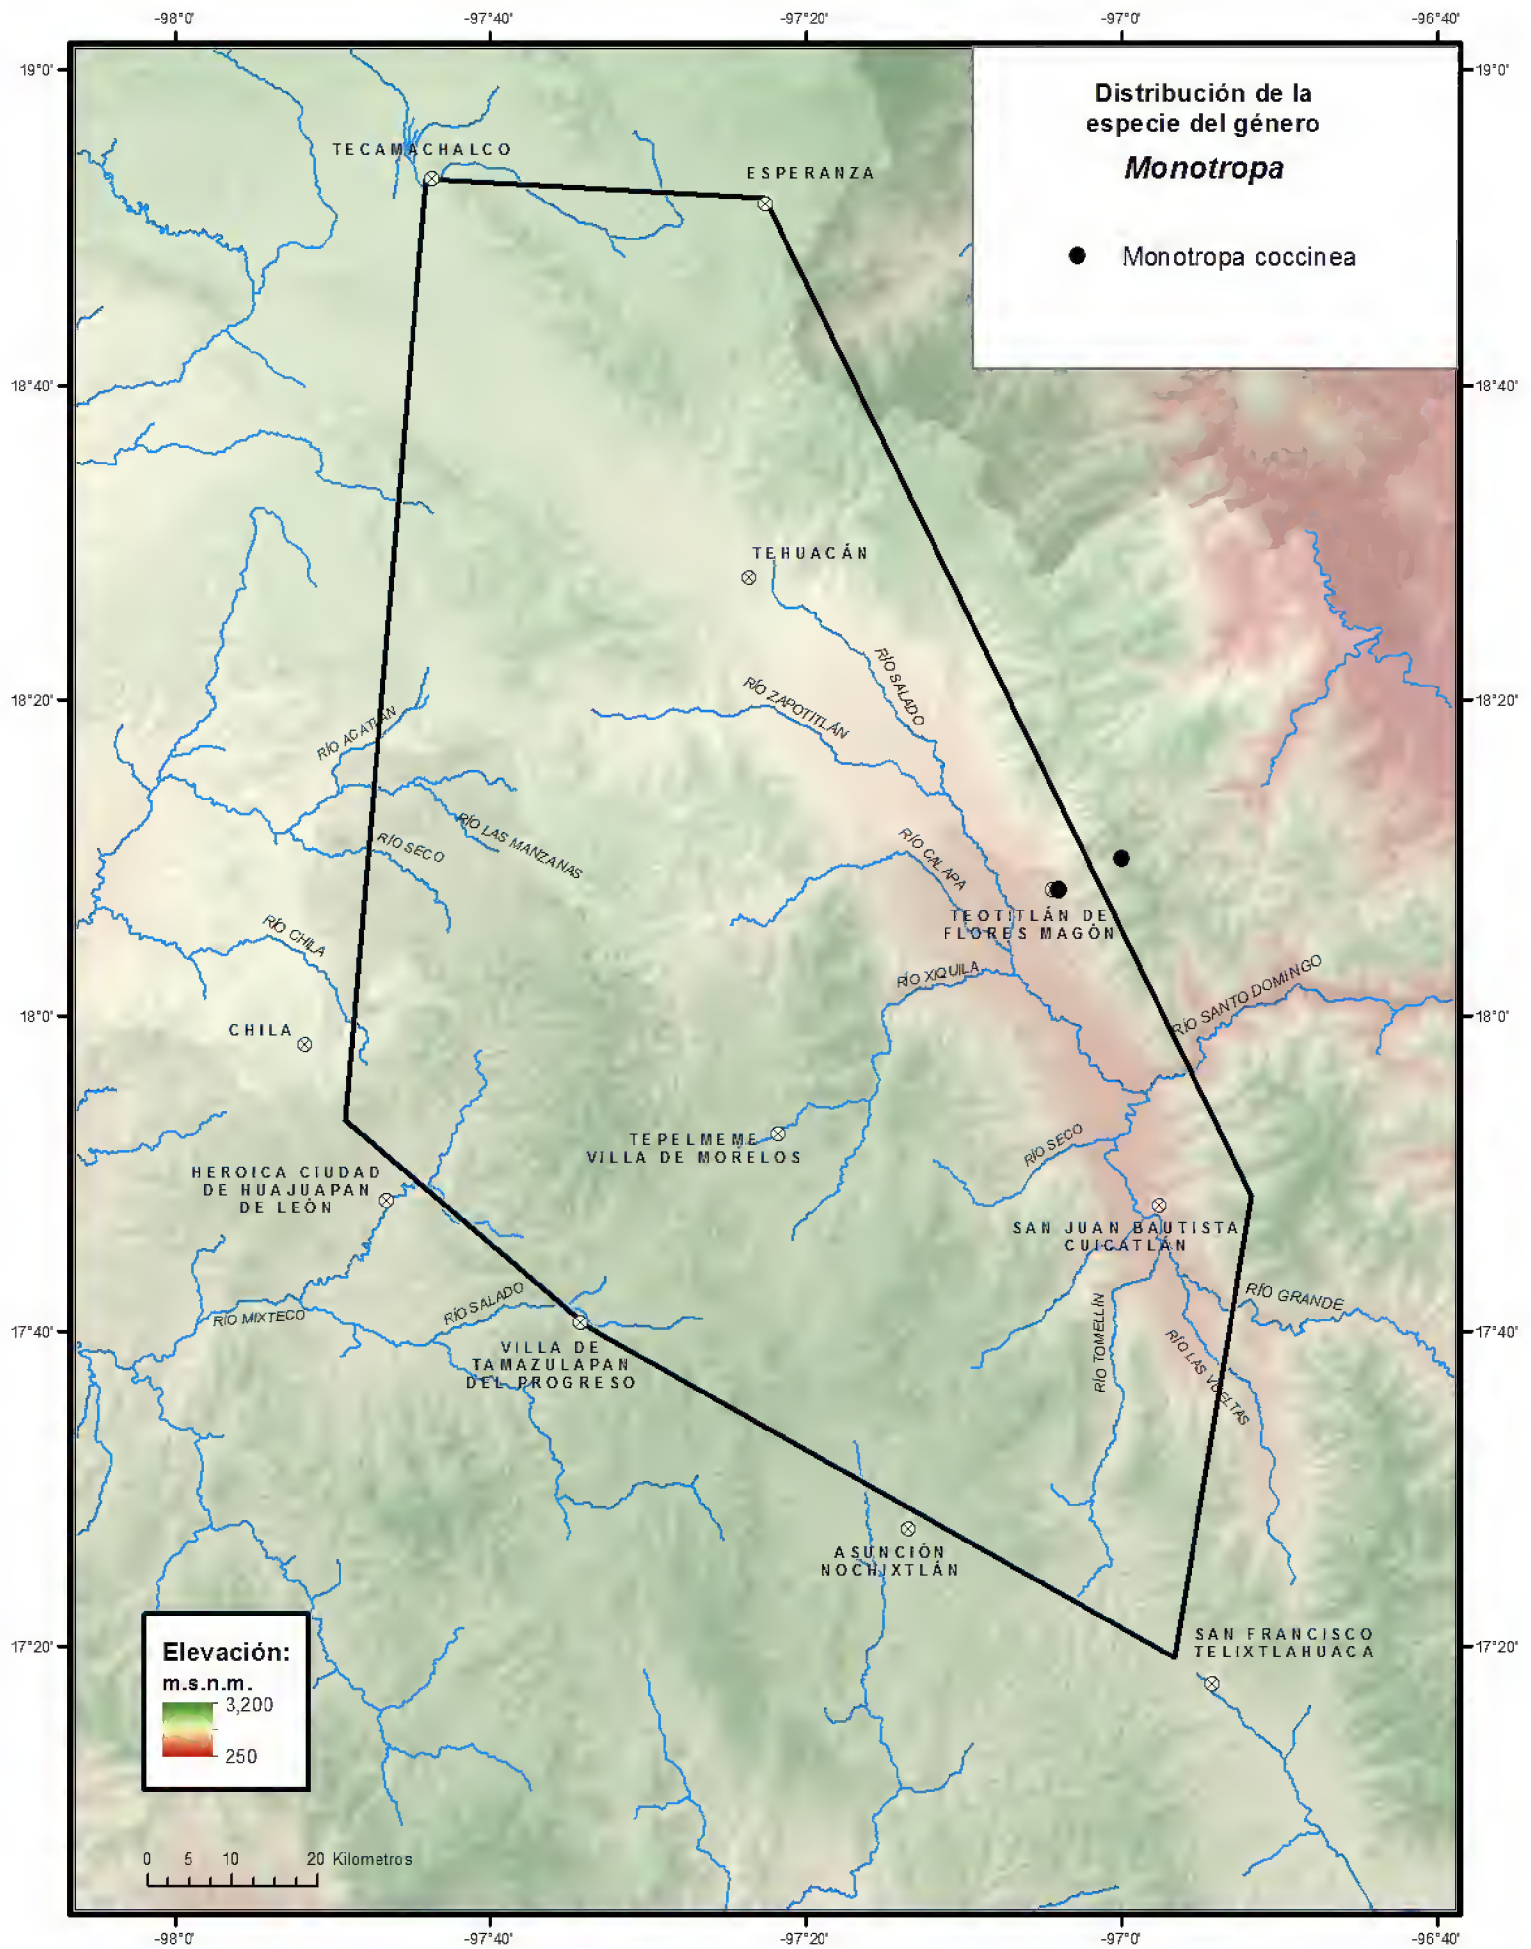 -98°0'
-97°40'
-97°20'
-97°0'
-96°40'
19°0'
19°0'
Distribución de la
especie del género
Monotropa
Monotropa coccinea
TECAMACHALCO
ESPERANZA
18°40'
18°40'
TEHUACÁN
RÍO SALADO
RÍO ZAPOTITLÁN
18°20'
18°20'
RÍO ACATLÁN
RÍO LAS MANZANAS
RÍO SECO
RÍO CALAPA
TEOTITLÁN DE
FLORES MAGÓN
RÍO CHILA
RÍO XIQUILA
RÍO SANTO DOMINGO
18°0'
18°0'
CHILA
TEPELMEME
VILLA DE MORELOS
RÍO SECO
HEROICA CIUDAD
DE HUAJUAPAN
DE LEÓN
SAN JUAN BAUTISTA
CUICATLÁN
RÍO SALADO
RÍO MIXTECO
RÍO GRANDE
RÍO TOMELLÍN
RÍO LAS VUELTAS
17°40'
17°40'
VILLA DE
TAMAZULAPAN
DEL PROGRESO
ASUNCIÓN
NOCHIXTLÁN
SAN FRANCISCO
TELIXTLAHUACA
17°20'
17°20'
Elevación:
m.s.n.m.
3,200
250
0 5 10 20 Kilometros
-98°0'
-97°40'
-97°20'
-97°0'
-96°40'